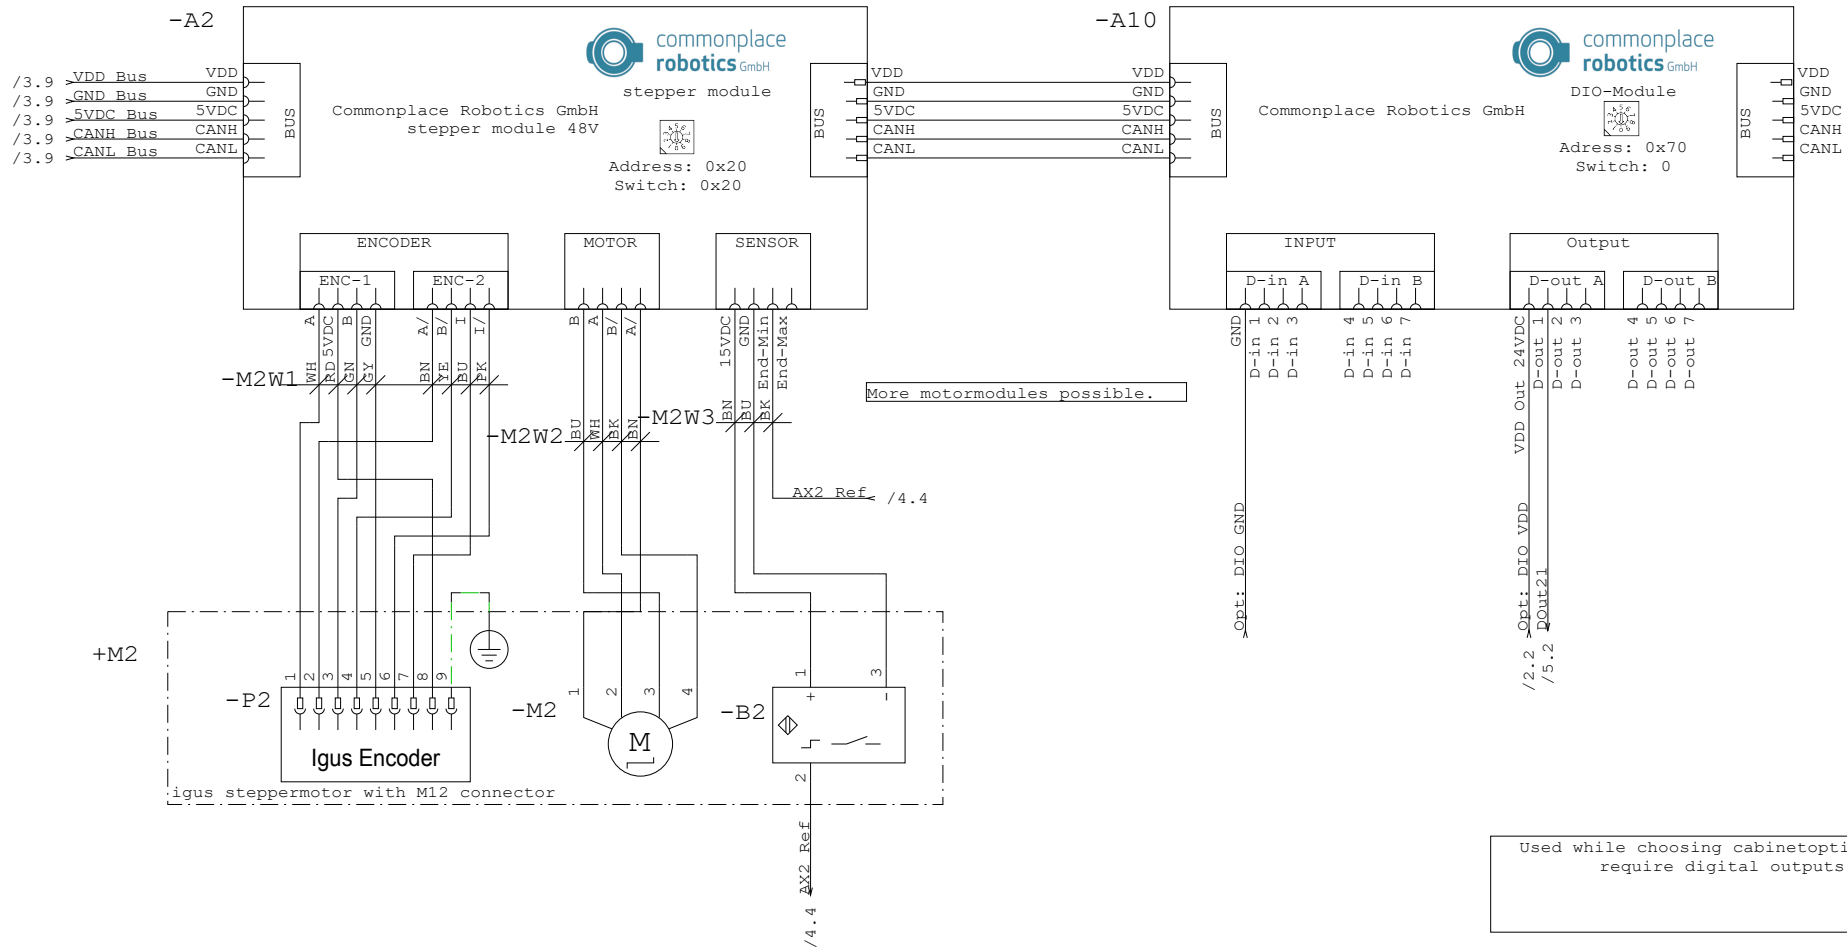 -A2
commonplace
robotics GmbH
stepper module
Commonplace Robotics GmbH
stepper module 48V
Address: 0x20
Switch: 0x20
/3.9 VDD Bus VDD
/3.9 GND Bus GND
/3.9 5VDC Bus 5VDC
/3.9 CANH Bus CANH
/3.9 CANL Bus CANL
BUS
BUS
VDD
GND
5VDC
CANH
CANL
-A10
commonplace
robotics GmbH
DIO-Module
Commonplace Robotics GmbH
Adress: 0x70
Switch: 0
VDD
GND
5VDC
CANH
CANL
BUS
BUS
VDD
GND
5VDC
CANH
CANL
ENCODER
ENC-1
ENC-2
MOTOR
SENSOR
A
5VDC
B
GND
A/
B/
I
I/
B
A
B/
A/
15VDC
GND
End-Min
End-Max
-M2W1
WH
RD
GN
GY
BN
YE
BU
PK
-M2W2
BU
WH
BK
BN
-M2W3
BN
BU
BK
AX2 Ref /4.4
More motormodules possible.
INPUT
D-in A
D-in B
GND
D-in 1
D-in 2
D-in 3
D-in 4
D-in 5
D-in 6
D-in 7
Opt: DIO GND
Output
D-out A
D-out B
VDD Out 24VDC
D-out 1
D-out 2
D-out 3
D-out 4
D-out 5
D-out 6
D-out 7
Opt: DIO VDD
DOut21
/2.2
/5.2
+M2
-P2
1
2
3
4
5
6
7
8
9
Igus Encoder
-M2
1
2
3
4
M
-B2
1
3
+
-
2
igus steppermotor with M12 connector
AX2 Ref
/4.4
Used while choosing cabinetopti
require digital outputs